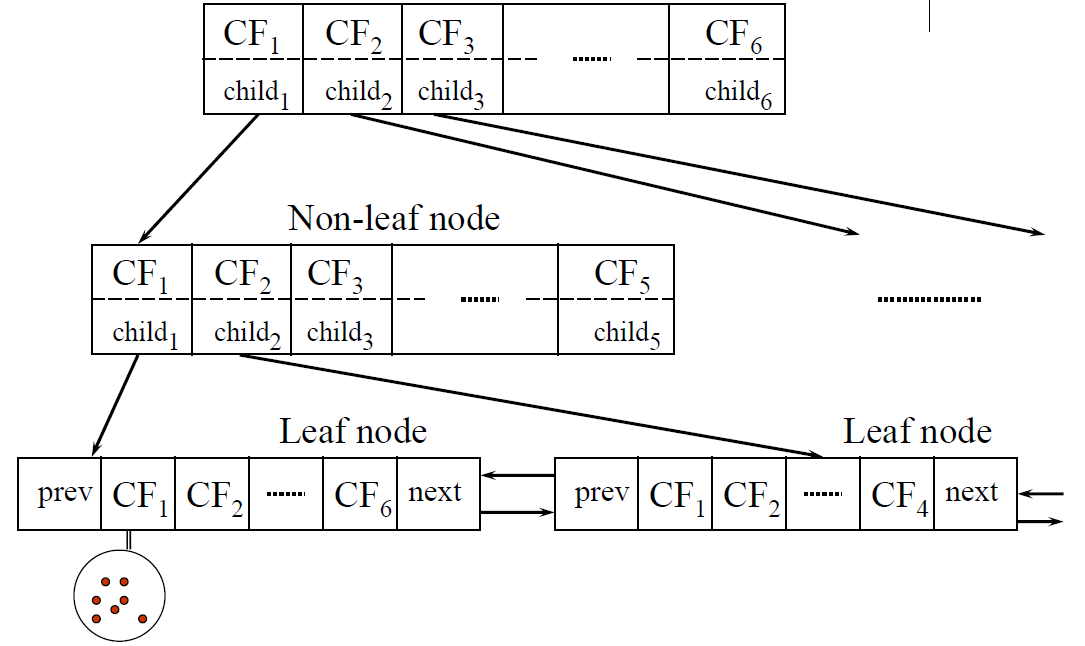 CF₁ CF₂ CF₃ ........ CF₆
child₁ child₂ child₃ child₆
Non-leaf node
CF₁ CF₂ CF₃ ........ CF₅
child₁ child₂ child₃ child₅
Leaf node Leaf node
prev CF₁ CF₂ ........ CF₆ next prev CF₁ CF₂ ........ CF₄ next